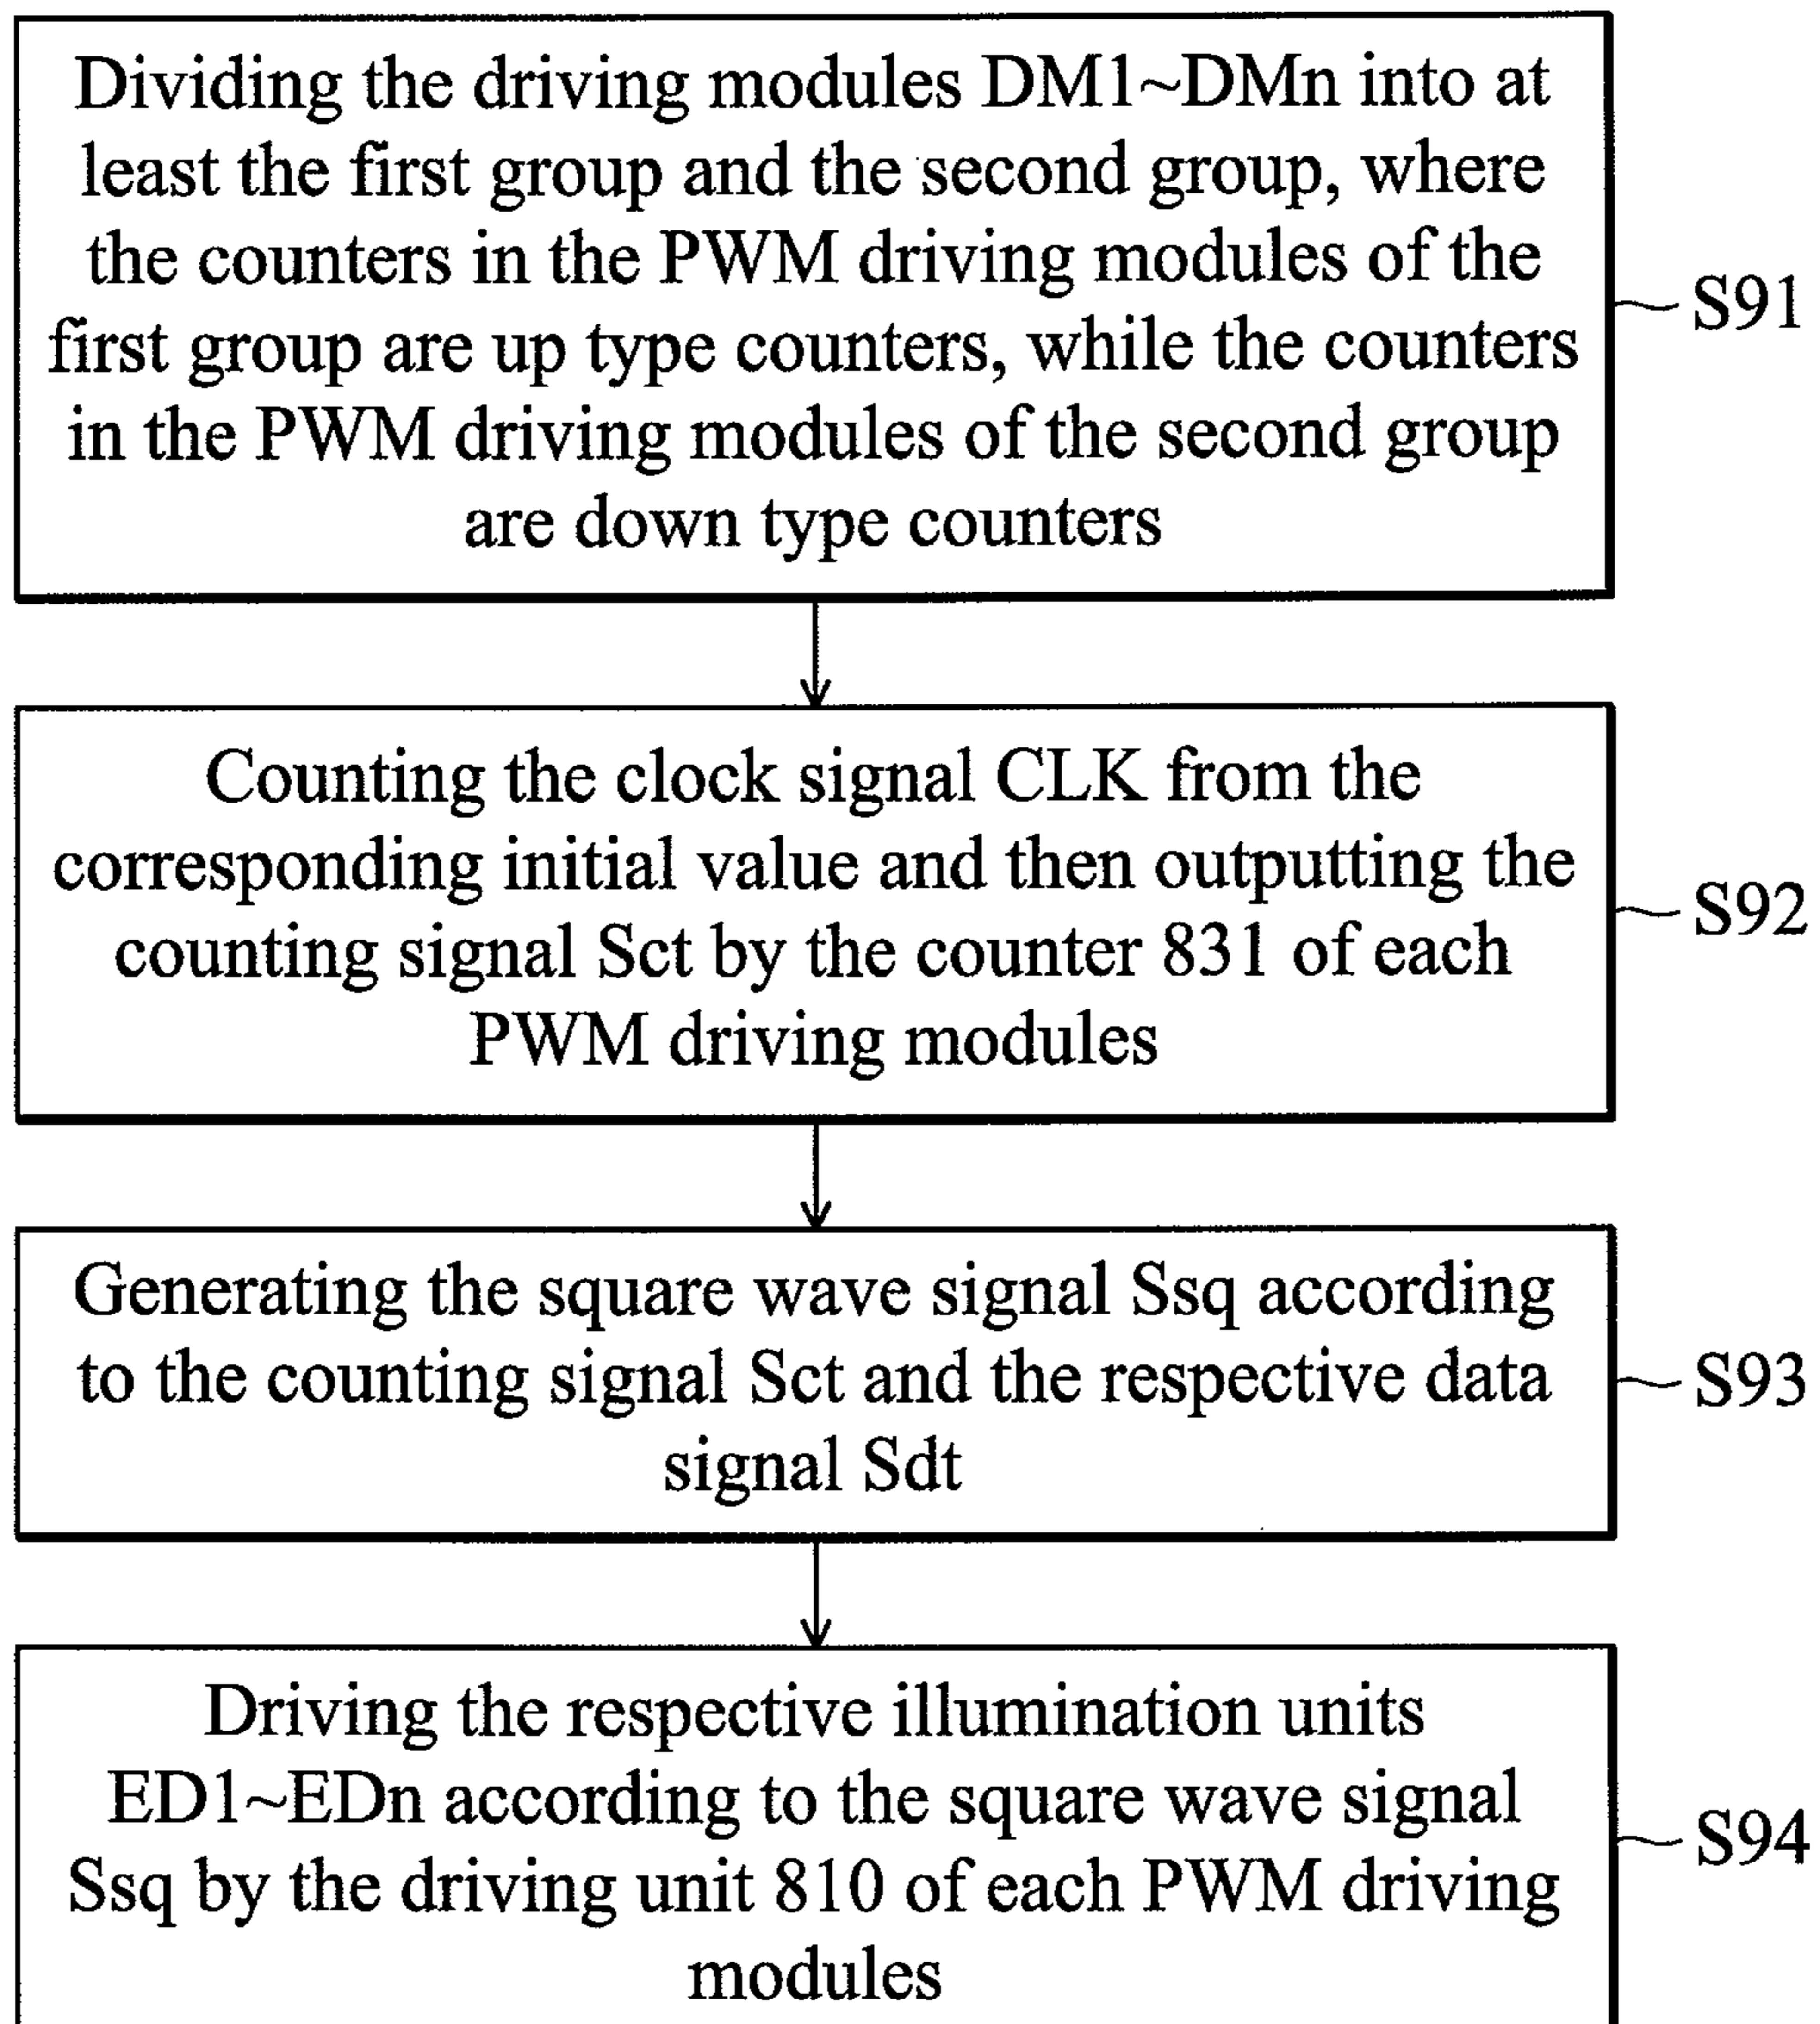 Dividing the driving modules DM1~DMn into at
least the first group and the second group, where
the counters in the PWM driving modules of the
first group are up type counters, while the counters
in the PWM driving modules of the second group
are down type counters
S91
Counting the clock signal CLK from the
corresponding initial value and then outputting the
counting signal Sct by the counter 831 of each
PWM driving modules
S92
Generating the square wave signal Ssq according
to the counting signal Sct and the respective data
signal Sdt
S93
Driving the respective illumination units
ED1~EDn according to the square wave signal
Ssq by the driving unit 810 of each PWM driving
modules
S94